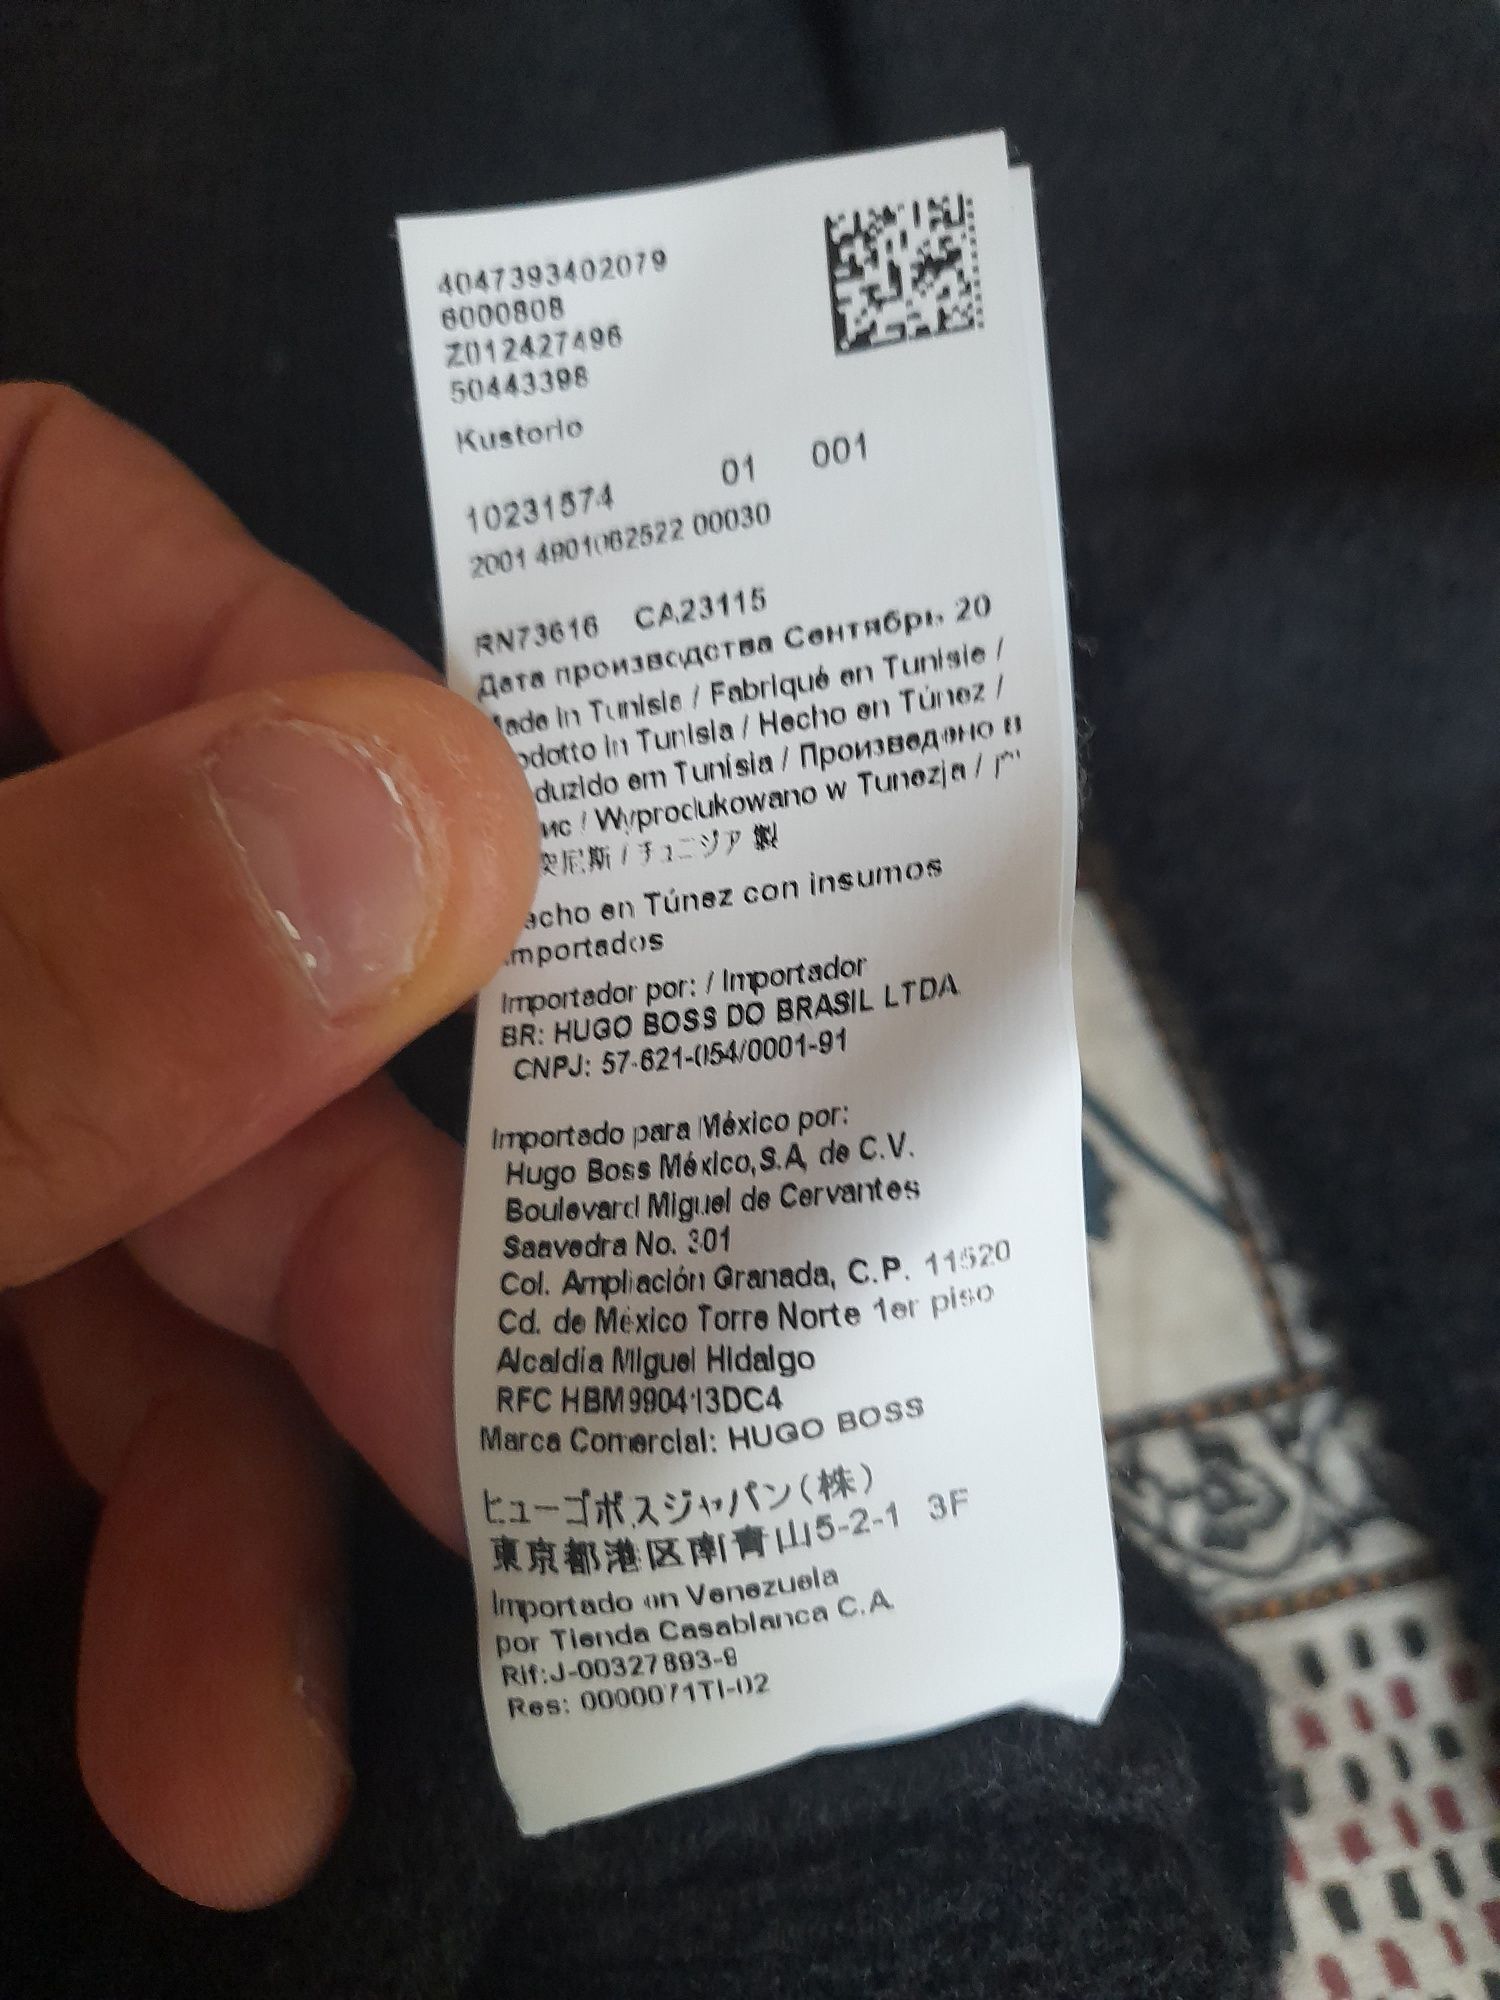 4047393402079
6000808
Z012427496
50443398
Kustorio
10231574 01 001
2001 4901062522 00030
RN73616 CA23115
Дата производства Сентябрь 20
Made in Tunisia / Fabriqué en Tunisie /
odotto in Tunisia / Hecho en Túnez /
duzido em Tunísia / Произведено в
ис / Wyprodukowano w Tunezja /
突尼斯 / チュニジア 製
echo en Túnez con insumos
importados
Importador por: / Importador
BR: HUGO BOSS DO BRASIL LTDA
CNPJ: 57-621-054/0001-91
Importado para México por:
Hugo Boss México,S.A, de C.V.
Boulevard Miguel de Cervantes
Saavedra No. 301
Col. Ampliación Granada, C.P. 11520
Cd. de México Torre Norte 1er piso
Alcaldía Miguel Hidalgo
RFC HBM990413DC4
Marca Comercial: HUGO BOSS
ヒューゴボスジャパン(株)
東京都港区南青山5-2-1 3F
Importado en Venezuela
por Tienda Casablanca C.A.
Rif:J-00327893-8
Res: 0000071TI-02